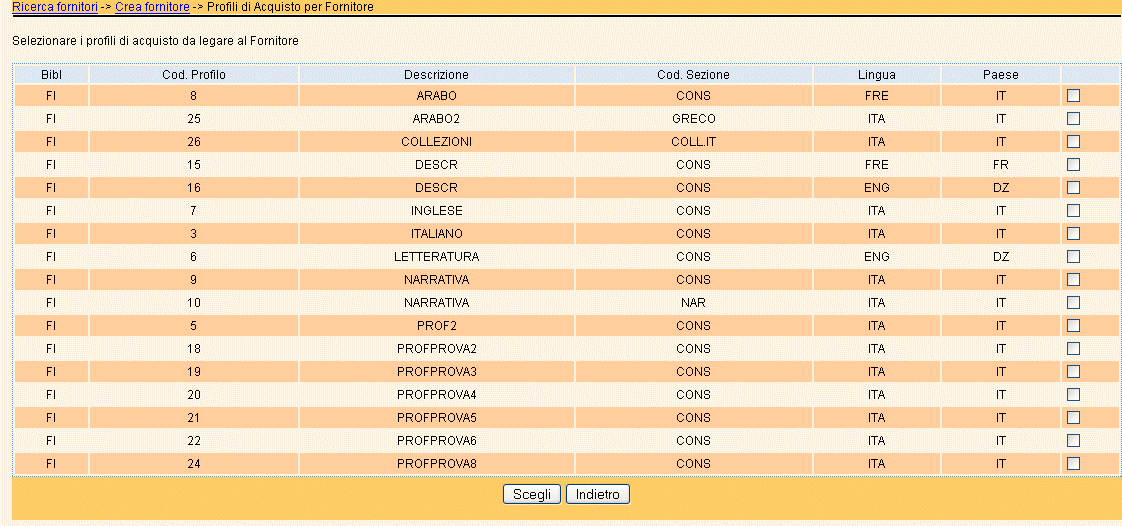 Ricerca fornitori -> Crea fornitore -> Profili di Acquisto per Fornitore
Selezionare i profili di acquisto da legare al Fornitore
Bibl Cod. Profilo Descrizione Cod. Sezione Lingua Paese
FI 8 ARABO CONS FRE IT
FI 25 ARABO2 GRECO ITA IT
FI 26 COLLEZIONI COLL.IT ITA IT
FI 15 DESCR CONS FRE FR
FI 16 DESCR CONS ENG DZ
FI 7 INGLESE CONS ITA IT
FI 3 ITALIANO CONS ITA IT
FI 6 LETTERATURA CONS ENG DZ
FI 9 NARRATIVA CONS ITA IT
FI 10 NARRATIVA NAR ITA IT
FI 5 PROF2 CONS ITA IT
FI 18 PROFPROVA2 CONS ITA IT
FI 19 PROFPROVA3 CONS ITA IT
FI 20 PROFPROVA4 CONS ITA IT
FI 21 PROFPROVA5 CONS ITA IT
FI 22 PROFPROVA6 CONS ITA IT
FI 24 PROFPROVA8 CONS ITA IT
Scegli Indietro